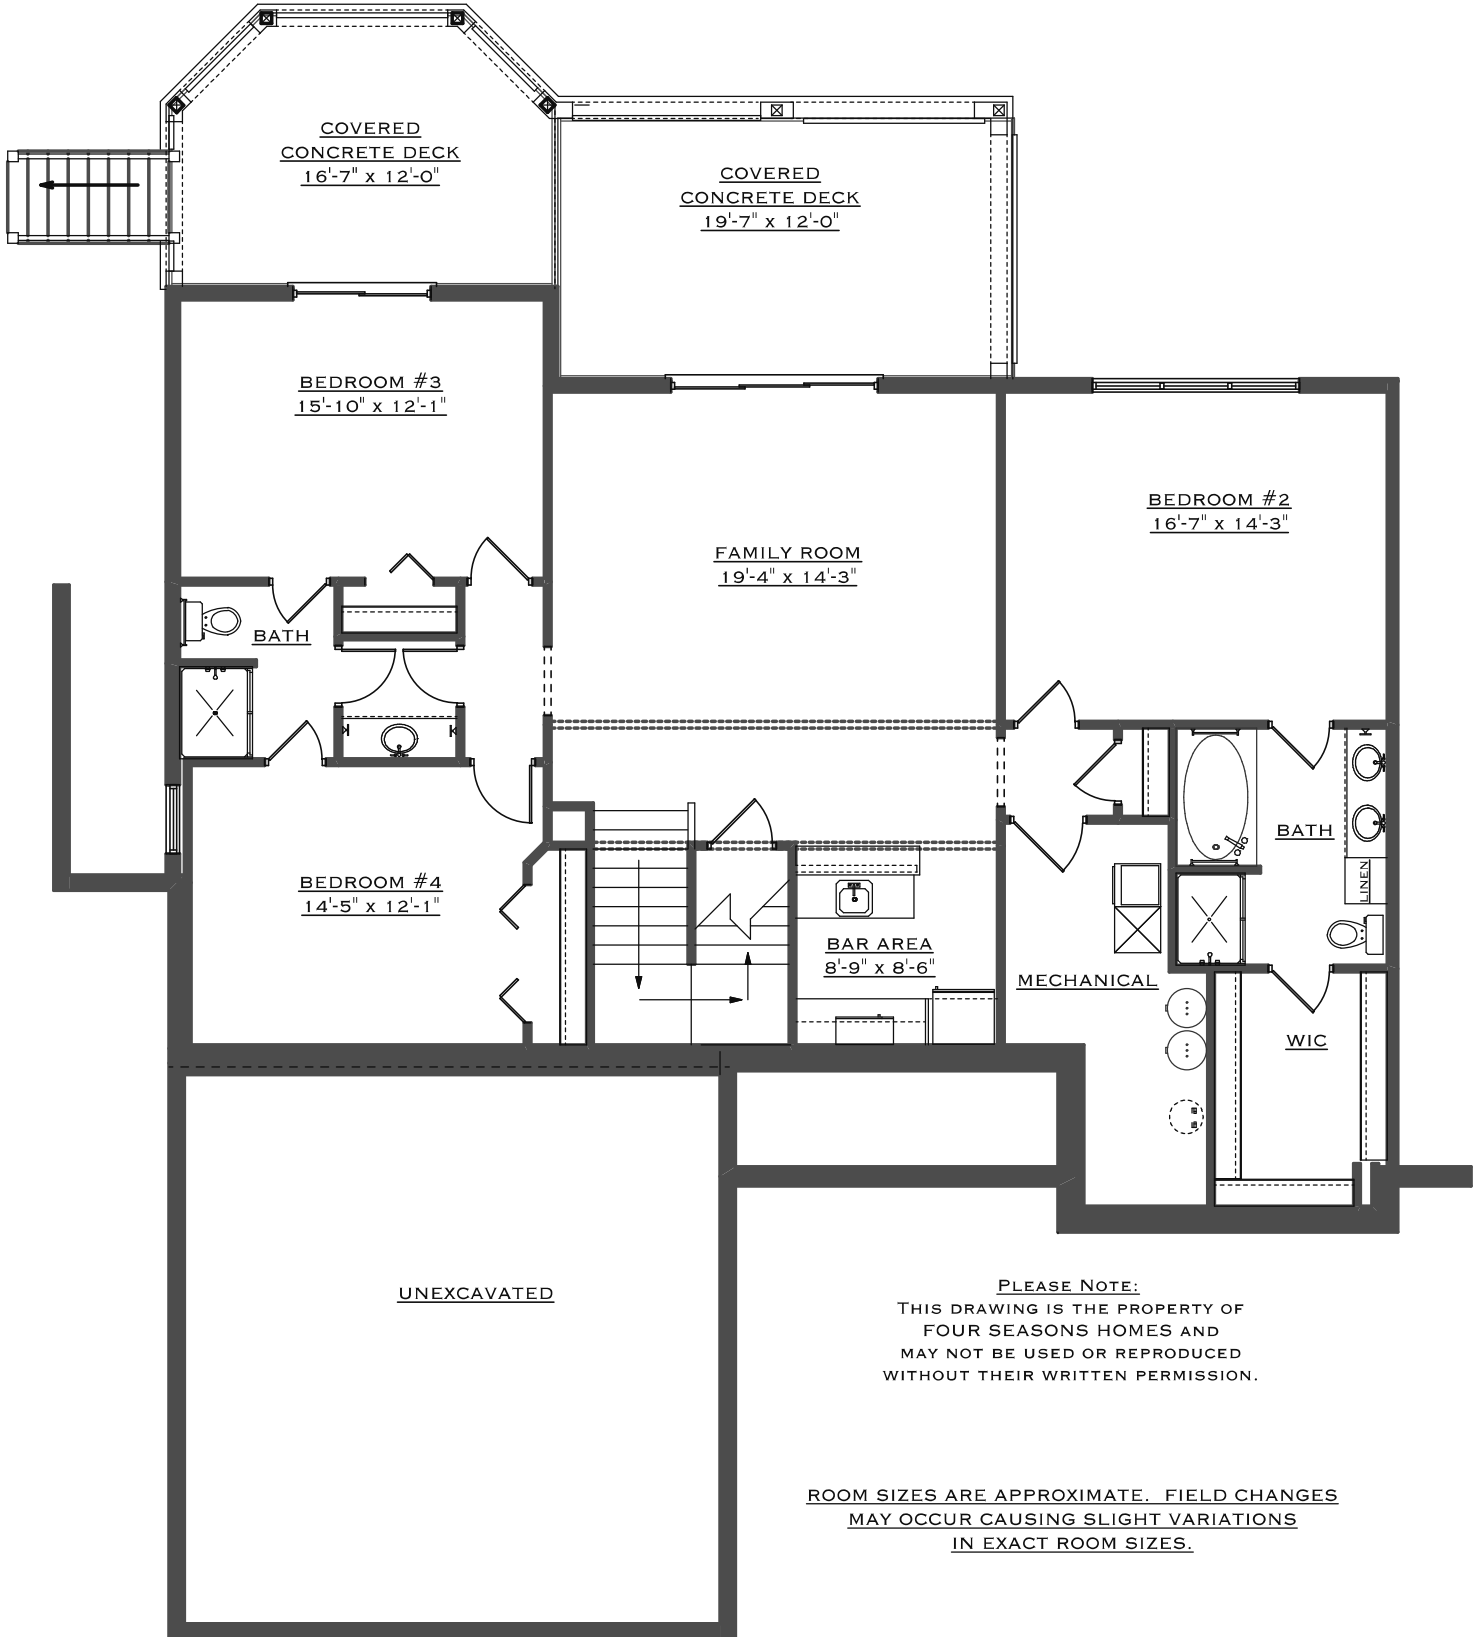 COVERED
CONCRETE DECK
16'-7" x 12'-0"
COVERED
CONCRETE DECK
19'-7" x 12'-0"
BEDROOM #3
15'-10" x 12'-1"
BEDROOM #2
16'-7" x 14'-3"
FAMILY ROOM
19'-4" x 14'-3"
BATH
BATH
LINEN
BEDROOM #4
14'-5" x 12'-1"
BAR AREA
8'-9" x 8'-6"
MECHANICAL
WIC
UNEXCAVATED
PLEASE NOTE:
THIS DRAWING IS THE PROPERTY OF
FOUR SEASONS HOMES AND
MAY NOT BE USED OR REPRODUCED
WITHOUT THEIR WRITTEN PERMISSION.
ROOM SIZES ARE APPROXIMATE. FIELD CHANGES
MAY OCCUR CAUSING SLIGHT VARIATIONS
IN EXACT ROOM SIZES.